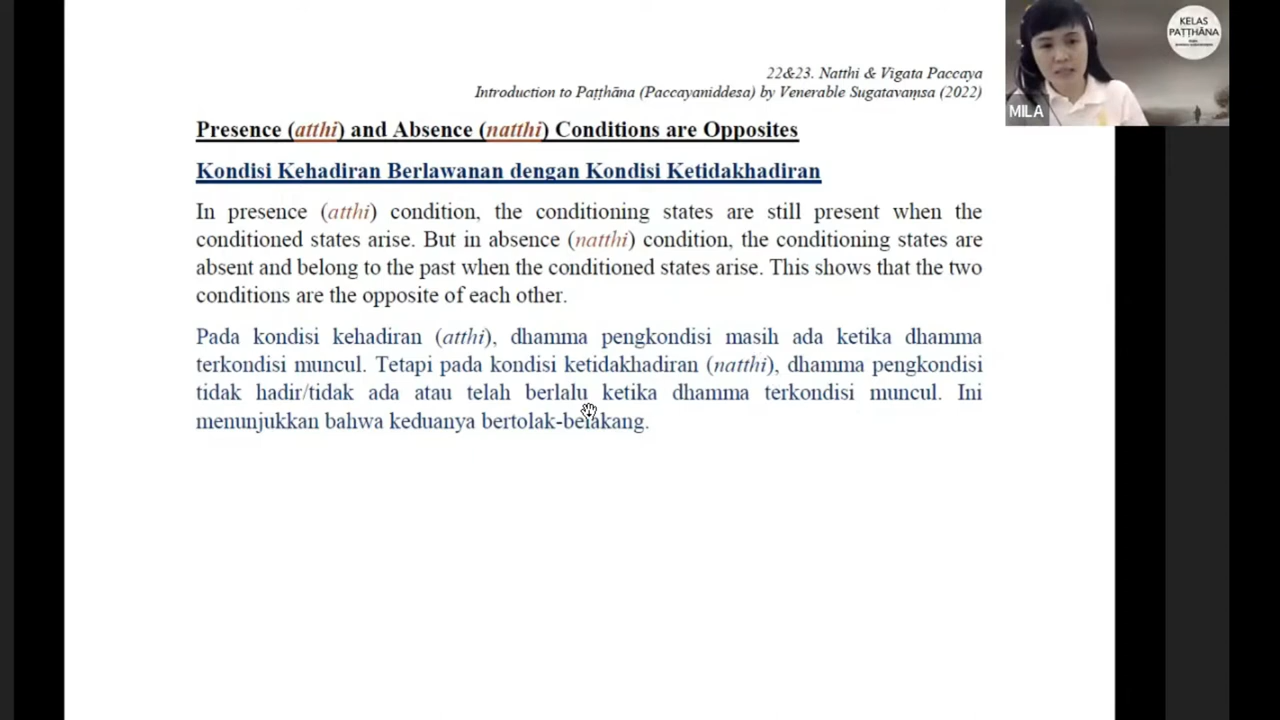 22&23. Natthi & Vigata Paccaya
Introduction to Paṭṭhāna (Paccayaniddesa) by Venerable Sugatavaṃsa (2022)
KELAS
PAṬṬHĀNA
MILA
Presence (atthi) and Absence (natthi) Conditions are Opposites
Kondisi Kehadiran Berlawanan dengan Kondisi Ketidakhadiran
In presence (atthi) condition, the conditioning states are still present when the
conditioned states arise. But in absence (natthi) condition, the conditioning states are
absent and belong to the past when the conditioned states arise. This shows that the two
conditions are the opposite of each other.
Pada kondisi kehadiran (atthi), dhamma pengkondisi masih ada ketika dhamma
terkondisi muncul. Tetapi pada kondisi ketidakhadiran (natthi), dhamma pengkondisi
tidak hadir/tidak ada atau telah berlalu ketika dhamma terkondisi muncul. Ini
menunjukkan bahwa keduanya bertolak-belakang.